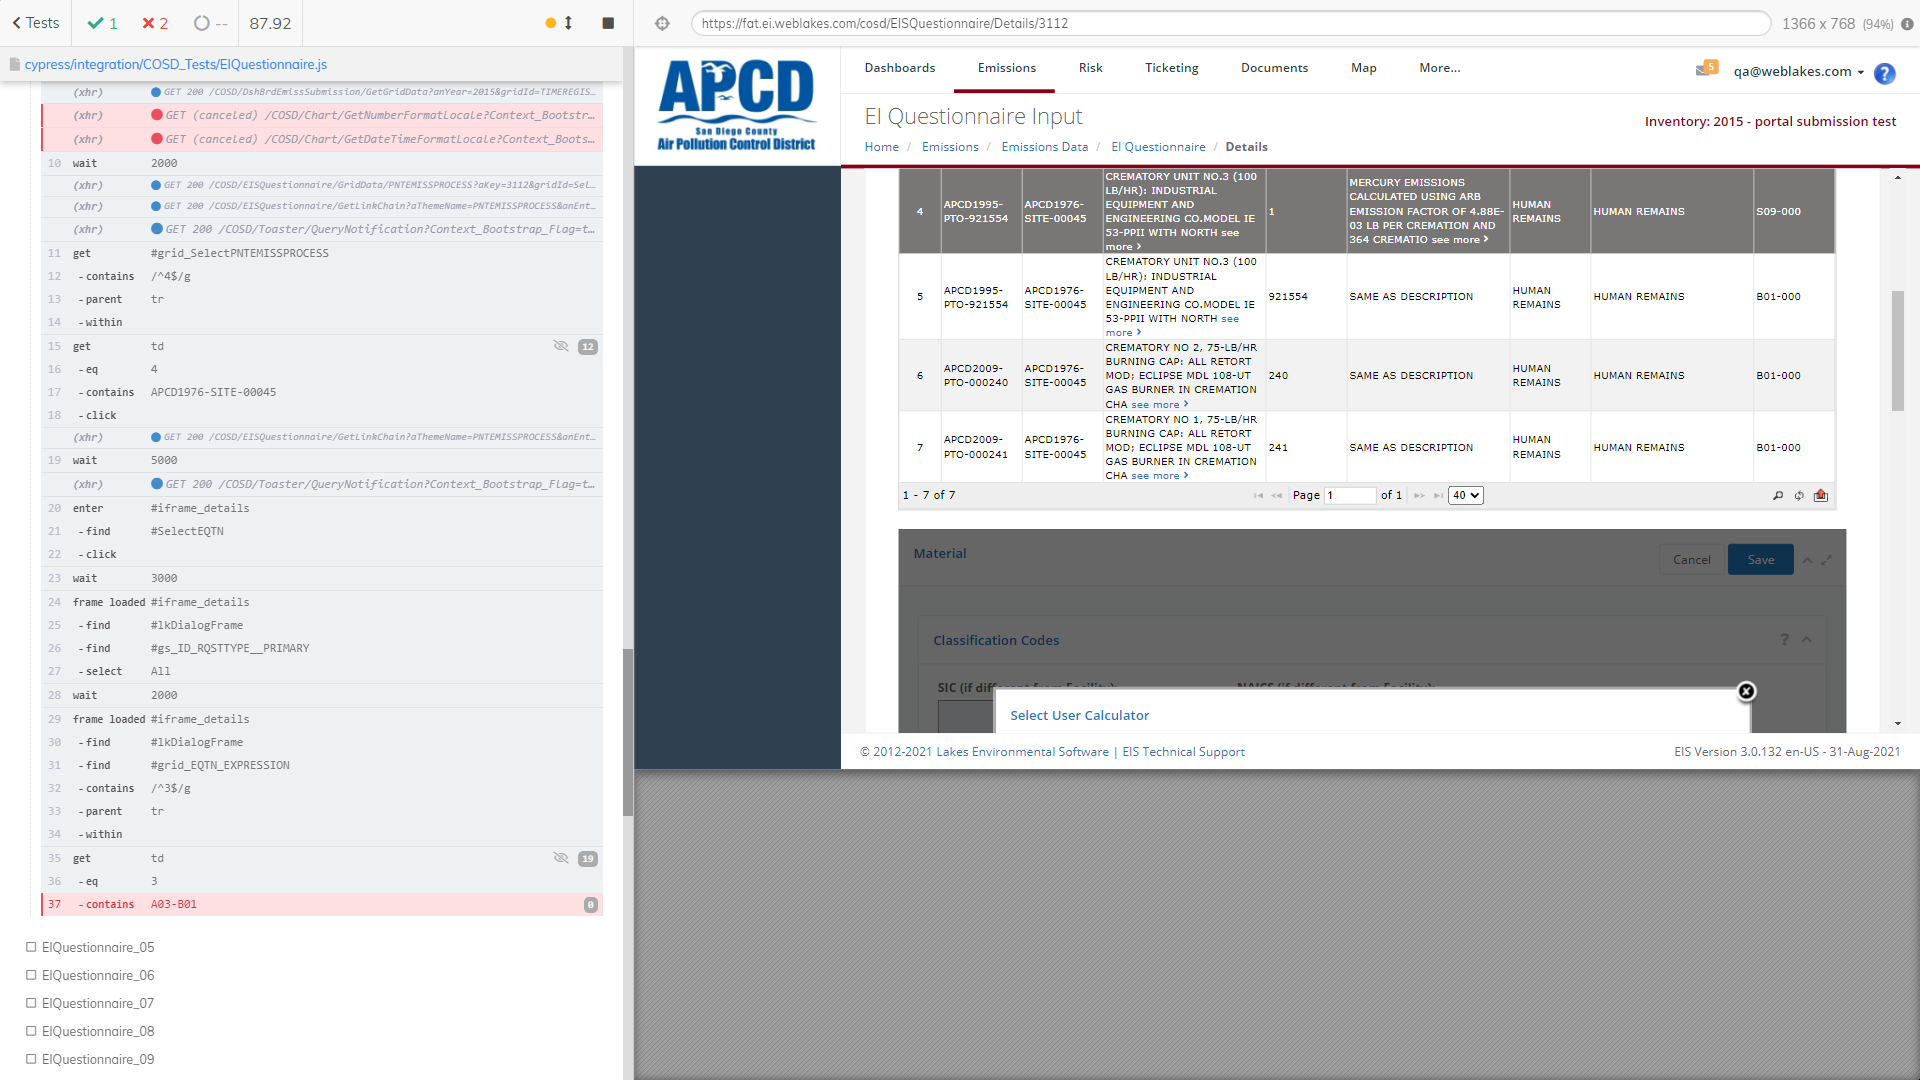 Tests
1
2
--
87.92
https://fat.ei.weblakes.com/cosd/EISQuestionnaire/Details/3112
1366 x 768 (94%)
cypress/integration/COSD_Tests/EIQuestionnaire.js
(xhr) GET 200 /COSD/DshBrdEmissSubmission/GetGridData?anYear=2015&gridId=TIMEREGIS...
(xhr) GET (canceled) /COSD/Chart/GetNumberFormatLocale?Context_Bootstr...
(xhr) GET (canceled) /COSD/Chart/GetDateTimeFormatLocale?Context_Boots...
10 wait 2000
(xhr) GET 200 /COSD/EISQuestionnaire/GridData/PNTEMISSPROCESS?aKey=3112&gridId=Sel...
(xhr) GET 200 /COSD/EISQuestionnaire/GetLinkChain?aThemeName=PNTEMISSPROCESS&anEnt...
(xhr) GET 200 /COSD/Toaster/QueryNotification?Context_Bootstrap_Flag=t...
11 get #grid_SelectPNTEMISSPROCESS
12 -contains /^4$/g
13 -parent tr
14 -within
15 get td 12
16 -eq 4
17 -contains APCD1976-SITE-00045
18 -click
(xhr) GET 200 /COSD/EISQuestionnaire/GetLinkChain?aThemeName=PNTEMISSPROCESS&anEnt...
19 wait 5000
(xhr) GET 200 /COSD/Toaster/QueryNotification?Context_Bootstrap_Flag=t...
20 enter #iframe_details
21 -find #SelectEQTN
22 -click
23 wait 3000
24 frame loaded #iframe_details
25 -find #lkDialogFrame
26 -find #gs_ID_RQSTTYPE__PRIMARY
27 -select All
28 wait 2000
29 frame loaded #iframe_details
30 -find #lkDialogFrame
31 -find #grid_EQTN_EXPRESSION
32 -contains /^3$/g
33 -parent tr
34 -within
35 get td 19
36 -eq 3
37 -contains A03-B01 0
EIQuestionnaire_05
EIQuestionnaire_06
EIQuestionnaire_07
EIQuestionnaire_08
EIQuestionnaire_09
APCD
San Diego County
Air Pollution Control District
Dashboards Emissions Risk Ticketing Documents Map More...
5
qa@weblakes.com
?
EI Questionnaire Input
Inventory: 2015 - portal submission test
Home / Emissions / Emissions Data / EI Questionnaire / Details
4
APCD1995-
PTO-921554
APCD1976-
SITE-00045
CREMATORY UNIT NO.3 (100
LB/HR): INDUSTRIAL
EQUIPMENT AND
ENGINEERING CO.MODEL IE
53-PPII WITH NORTH see
more
1
MERCURY EMISSIONS
CALCULATED USING ARB
EMISSION FACTOR OF 4.88E-
03 LB PER CREMATION AND
364 CREMATIO see more
HUMAN
REMAINS
HUMAN REMAINS
S09-000
5
APCD1995-
PTO-921554
APCD1976-
SITE-00045
CREMATORY UNIT NO.3 (100
LB/HR): INDUSTRIAL
EQUIPMENT AND
ENGINEERING CO.MODEL IE
53-PPII WITH NORTH see
more
921554
SAME AS DESCRIPTION
HUMAN
REMAINS
HUMAN REMAINS
B01-000
6
APCD2009-
PTO-000240
APCD1976-
SITE-00045
CREMATORY NO 2, 75-LB/HR
BURNING CAP: ALL RETORT
MOD; ECLIPSE MDL 108-UT
GAS BURNER IN CREMATION
CHA see more
240
SAME AS DESCRIPTION
HUMAN
REMAINS
HUMAN REMAINS
B01-000
7
APCD2009-
PTO-000241
APCD1976-
SITE-00045
CREMATORY NO 1, 75-LB/HR
BURNING CAP: ALL RETORT
MOD; ECLIPSE MDL 108-UT
GAS BURNER IN CREMATION
CHA see more
241
SAME AS DESCRIPTION
HUMAN
REMAINS
HUMAN REMAINS
B01-000
1 - 7 of 7
Page 1 of 1
40
Material
Cancel Save
Classification Codes
?
SIC (if different from Facility): NAICS (if different from Facility):
Select User Calculator
© 2012-2021 Lakes Environmental Software | EIS Technical Support
EIS Version 3.0.132 en-US - 31-Aug-2021